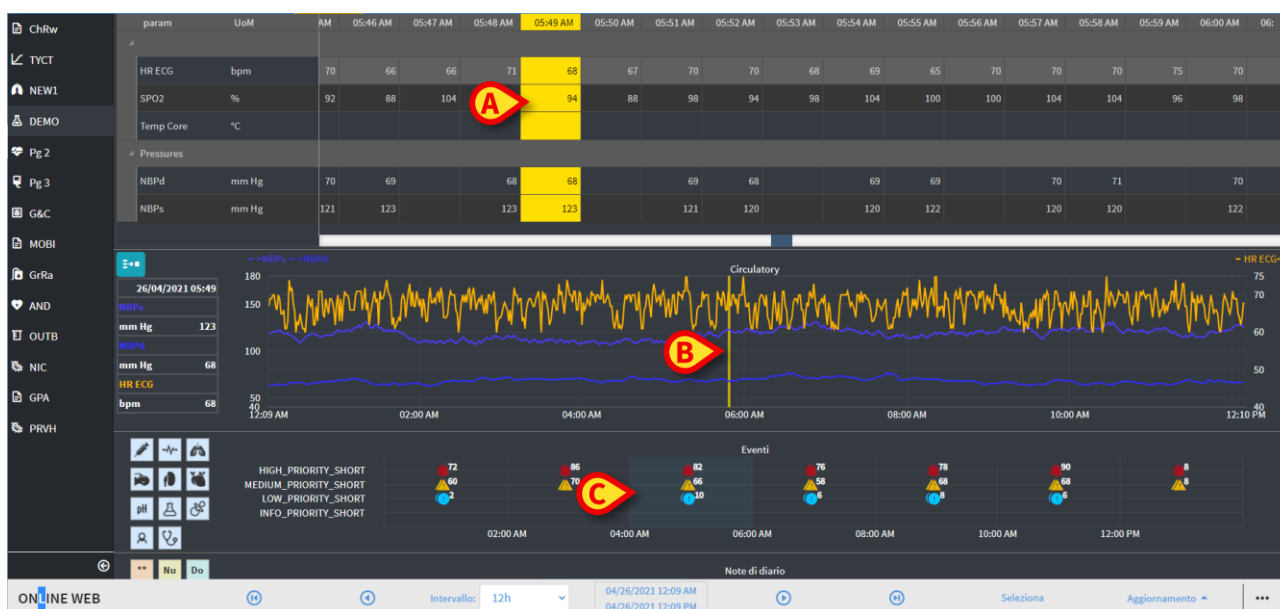 ChRw
TYCT
NEW1
DEMO
Pg 2
Pg 3
G&C
MOBI
GrRa
AND
OUTB
NIC
GPA
PRVH
param UoM AM 05:46 AM 05:47 AM 05:48 AM 05:49 AM 05:50 AM 05:51 AM 05:52 AM 05:53 AM 05:54 AM 05:55 AM 05:56 AM 05:57 AM 05:58 AM 05:59 AM 06:00 AM 06:
HR ECG bpm 70 66 66 71 68 67 70 70 68 69 65 70 70 70 75 70
SPO2 % 92 88 104 94 88 98 94 98 104 100 100 104 104 96 98
A
Temp Core °C
Pressures
NBPd mm Hg 70 69 68 68 69 68 69 69 70 71 70
NBPs mm Hg 121 123 123 123 121 120 120 122 120 120 122
NBPs NBPd
Circulatory
HR ECG
26/04/2021 05:49
NBPs
mm Hg 123
NBPd
mm Hg 68
HR ECG
bpm 68
180
150
100
50
40
75
70
50
40
B
12:09 AM 02:00 AM 04:00 AM 06:00 AM 08:00 AM 10:00 AM 12:10 PM
Eventi
HIGH_PRIORITY_SHORT 72 86 82 76 78 90 8
MEDIUM_PRIORITY_SHORT 60 70 66 58 68 68 8
LOW_PRIORITY_SHORT 2 10 6 8 6
INFO_PRIORITY_SHORT
C
pH
02:00 AM 04:00 AM 06:00 AM 08:00 AM 10:00 AM 12:00 PM
** Nu Do
Note di diario
ONLINE WEB
Intervallo: 12h
04/26/2021 12:09 AM
04/26/2021 12:09 PM
Seleziona
Aggiornamento